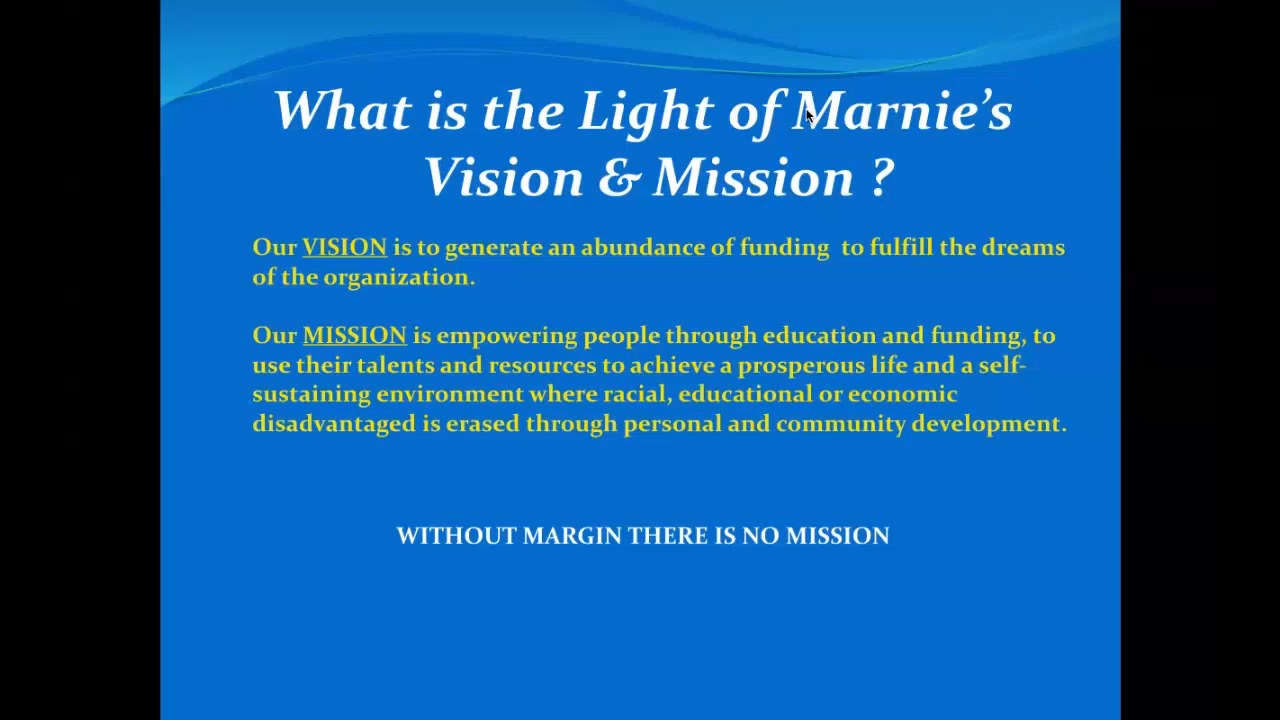 What is the Light of Marnie’s
Vision & Mission ?
Our VISION is to generate an abundance of funding  to fulfill the dreams
of the organization.
Our MISSION is empowering people through education and funding, to
use their talents and resources to achieve a prosperous life and a self-
sustaining environment where racial, educational or economic
disadvantaged is erased through personal and community development.
WITHOUT MARGIN THERE IS NO MISSION